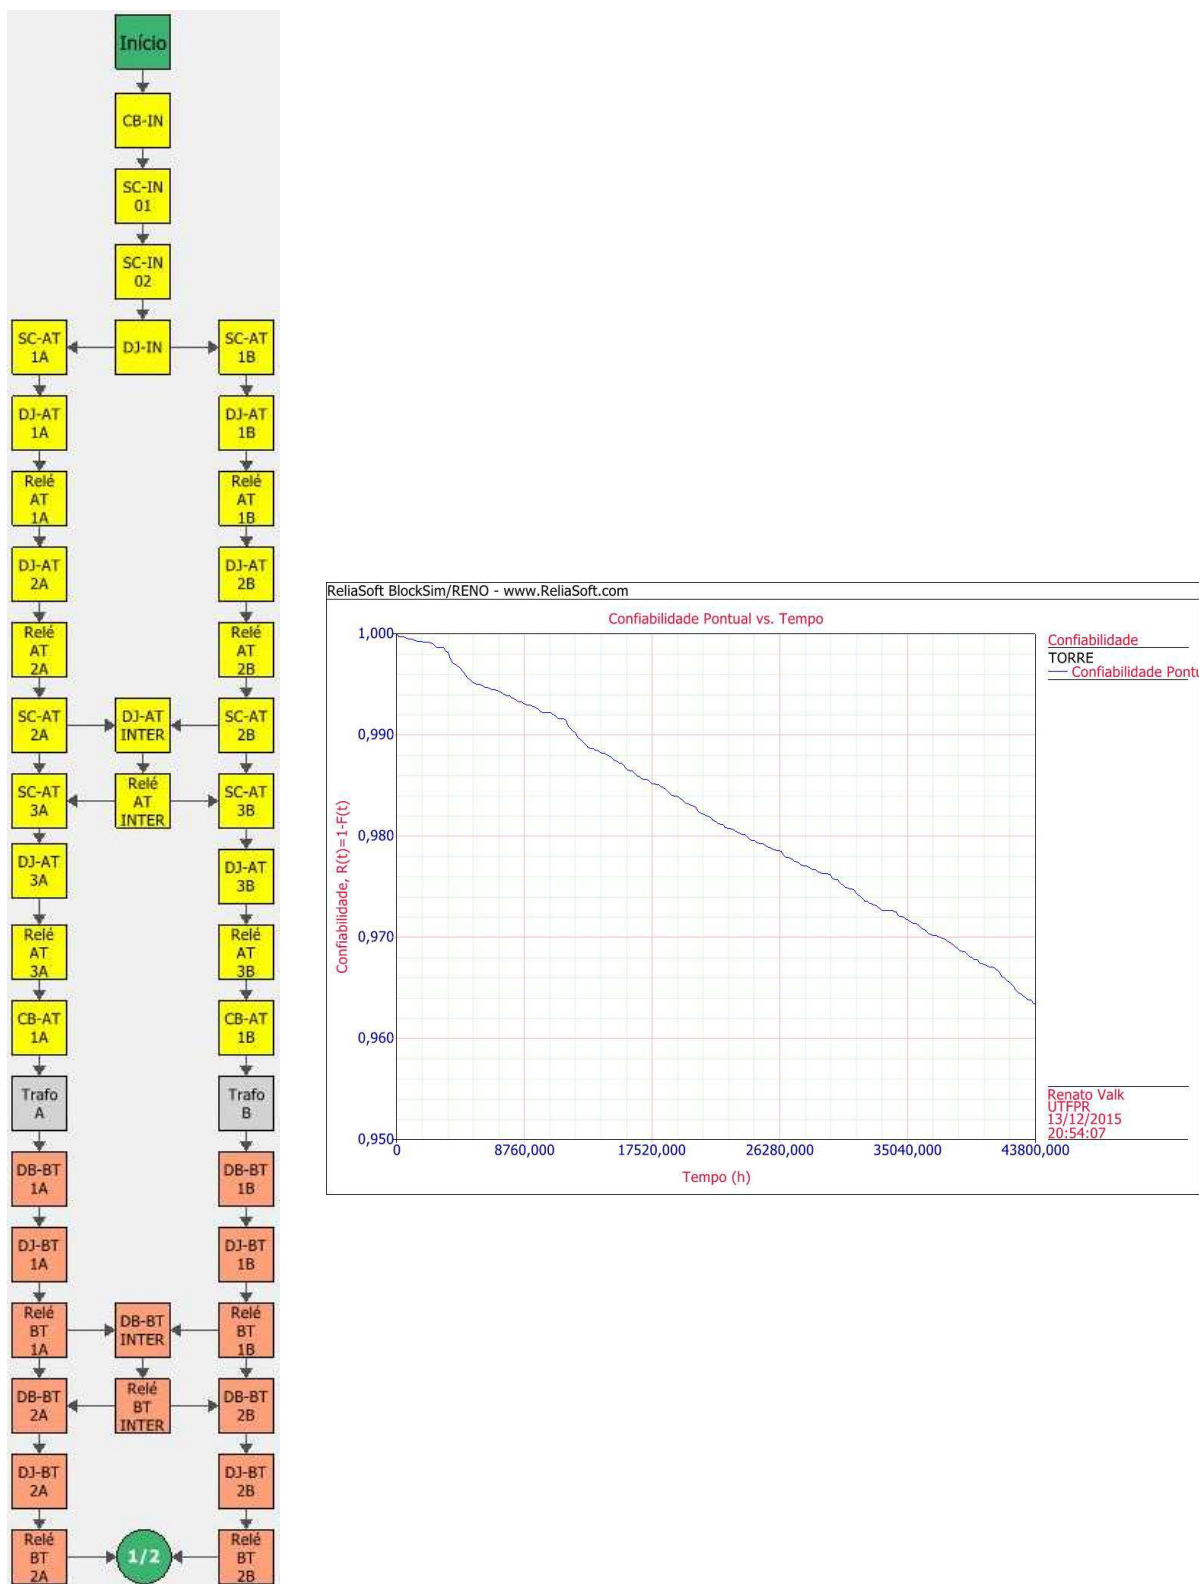 Início
CB-IN
SC-IN
01
SC-IN
02
SC-AT
1A
DJ-IN
SC-AT
1B
DJ-AT
1A
DJ-AT
1B
Relé
AT
1A
Relé
AT
1B
DJ-AT
2A
DJ-AT
2B
Relé
AT
2A
Relé
AT
2B
SC-AT
2A
DJ-AT
INTER
SC-AT
2B
SC-AT
3A
Relé
AT
INTER
SC-AT
3B
DJ-AT
3A
DJ-AT
3B
Relé
AT
3A
Relé
AT
3B
CB-AT
1A
CB-AT
1B
Trafo
A
Trafo
B
DB-BT
1A
DB-BT
1B
DJ-BT
1A
DJ-BT
1B
Relé
BT
1A
DB-BT
INTER
Relé
BT
1B
DB-BT
2A
Relé
BT
INTER
DB-BT
2B
DJ-BT
2A
DJ-BT
2B
Relé
BT
2A
1/2
Relé
BT
2B
ReliaSoft BlockSim/RENO - www.ReliaSoft.com
Confiabilidade Pontual vs. Tempo
Confiabilidade, R(t)=1-F(t)
1,000
0,990
0,980
0,970
0,960
0,950
0
8760,000
17520,000
26280,000
35040,000
43800,000
Tempo (h)
Confiabilidade
TORRE
Confiabilidade Pontu
Renato Valk
UTFPR
13/12/2015
20:54:07